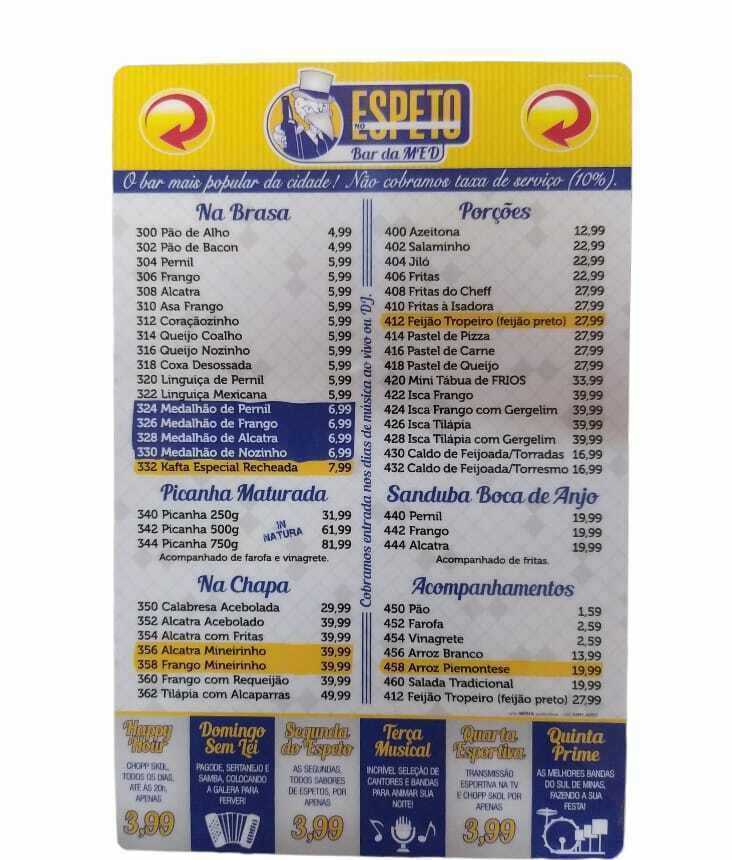 NO ESPETO
Bar da MED
O bar mais popular da cidade! Não cobramos taxa de serviço (10%).
Na Brasa
300 Pão de Alho 4,99
302 Pão de Bacon 4,99
304 Pernil 5,99
306 Frango 5,99
308 Alcatra 5,99
310 Asa Frango 5,99
312 Coraçãozinho 5,99
314 Queijo Coalho 5,99
316 Queijo Nozinho 5,99
318 Coxa Desossada 5,99
320 Linguiça de Pernil 5,99
322 Linguiça Mexicana 5,99
324 Medalhão de Pernil 6,99
326 Medalhão de Frango 6,99
328 Medalhão de Alcatra 6,99
330 Medalhão de Nozinho 6,99
332 Kafta Especial Recheada 7,99
Picanha Maturada
340 Picanha 250g 31,99
342 Picanha 500g 61,99
344 Picanha 750g 81,99
IN
NATURA
Acompanhado de farofa e vinagrete.
Na Chapa
350 Calabresa Acebolada 29,99
352 Alcatra Acebolado 39,99
354 Alcatra com Fritas 39,99
356 Alcatra Mineirinho 39,99
358 Frango Mineirinho 39,99
360 Frango com Requeijão 39,99
362 Tilápia com Alcaparras 49,99
Cobramos entrada nos dias de música ao vivo ou DJ.
Porções
400 Azeitona 12,99
402 Salaminho 22,99
404 Jiló 22,99
406 Fritas 22,99
408 Fritas do Cheff 27,99
410 Fritas à Isadora 27,99
412 Feijão Tropeiro (feijão preto) 27,99
414 Pastel de Pizza 27,99
416 Pastel de Carne 27,99
418 Pastel de Queijo 27,99
420 Mini Tábua de FRIOS 33,99
422 Isca Frango 39,99
424 Isca Frango com Gergelim 39,99
426 Isca Tilápia 39,99
428 Isca Tilápia com Gergelim 39,99
430 Caldo de Feijoada/Torradas 16,99
432 Caldo de Feijoada/Torresmo 16,99
Sanduba Boca de Anjo
440 Pernil 19,99
442 Frango 19,99
444 Alcatra 19,99
Acompanhado de fritas.
Acompanhamentos
450 Pão 1,59
452 Farofa 2,59
454 Vinagrete 2,59
456 Arroz Branco 13,99
458 Arroz Piemontese 19,99
460 Salada Tradicional 19,99
412 Feijão Tropeiro (feijão preto) 27,99
Happy
Hour
CHOPP SKOL,
TODOS OS DIAS,
ATÉ AS 20h,
APENAS
3,99
Domingo
Sem Lei
PAGODE, SERTANEJO E
SAMBA, COLOCANDO
A GALERA PARA
FERVER!
Segunda
do Espeto
AS SEGUNDAS,
TODOS SABORES
DE ESPETOS, POR
APENAS
3,99
Terça
Musical
INCRÍVEL SELEÇÃO DE
CANTORES E BANDAS
PARA ANIMAR SUA
NOITE!
Quarta
Esportiva
TRANSMISSÃO
ESPORTIVA NA TV
E CHOPP SKOL POR
APENAS
3,99
Quinta
Prime
AS MELHORES BANDAS
DO SUL DE MINAS,
FAZENDO A SUA
FESTA!